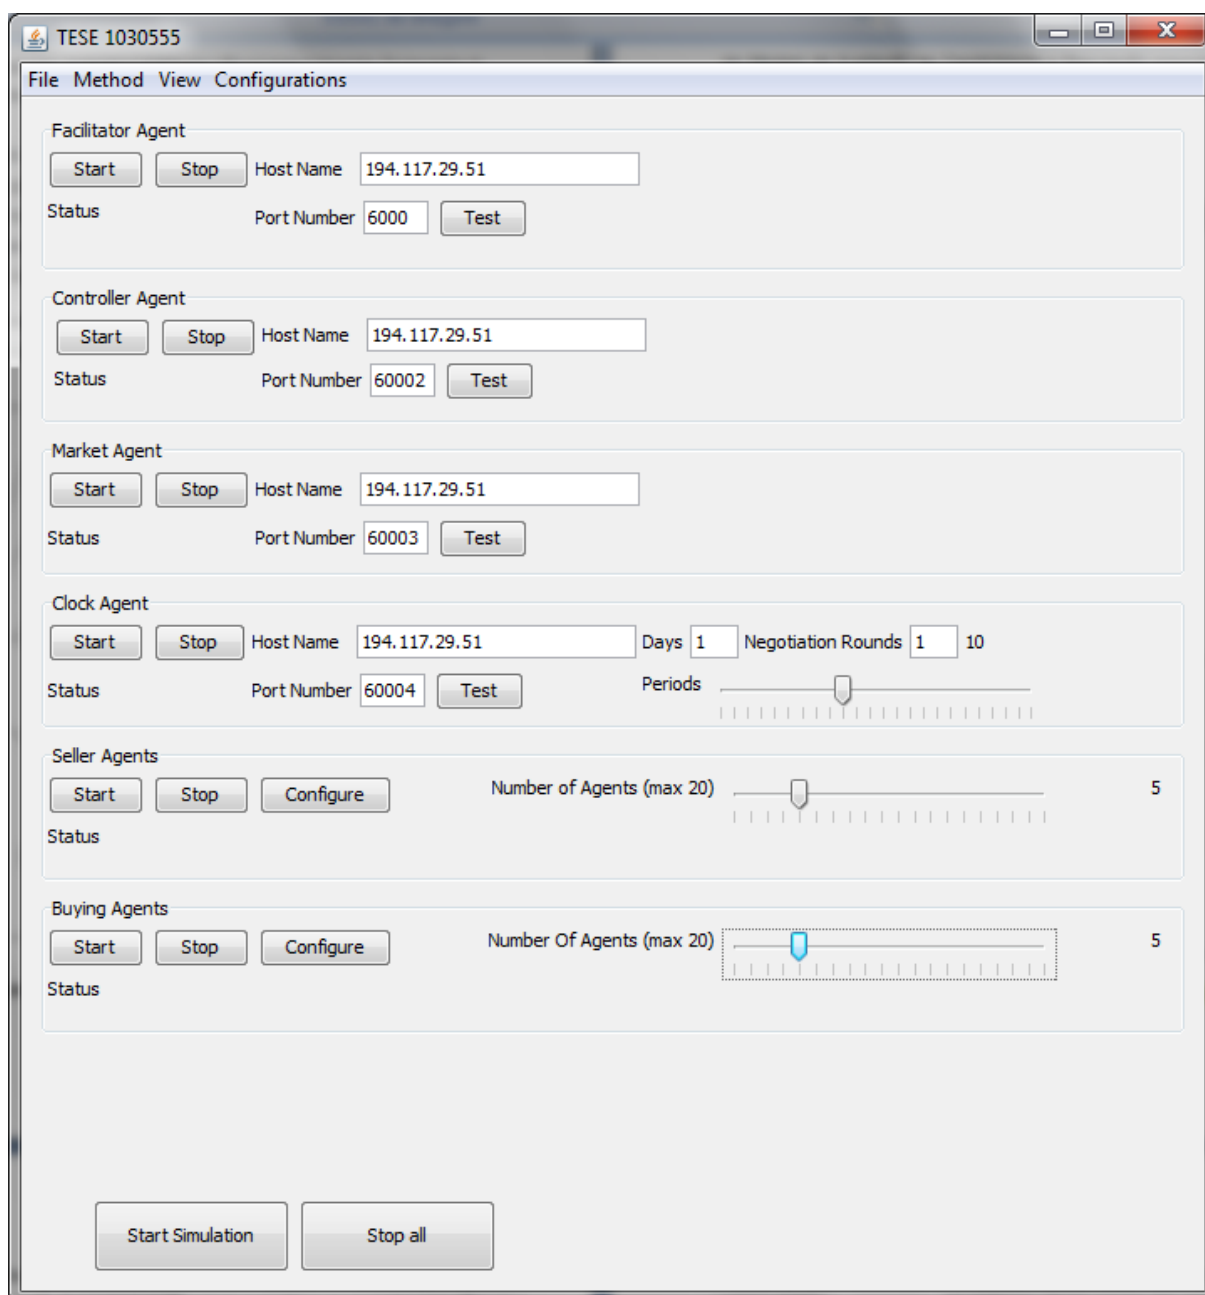 TESE 1030555
File Method View Configurations
Facilitator Agent
Start Stop Host Name 194.117.29.51
Status Port Number 6000 Test
Controller Agent
Start Stop Host Name 194.117.29.51
Status Port Number 60002 Test
Market Agent
Start Stop Host Name 194.117.29.51
Status Port Number 60003 Test
Clock Agent
Start Stop Host Name 194.117.29.51 Days 1 Negotiation Rounds 1 10
Status Port Number 60004 Test Periods
Seller Agents
Start Stop Configure Number of Agents (max 20) 5
Status
Buying Agents
Start Stop Configure Number Of Agents (max 20) 5
Status
Start Simulation Stop all